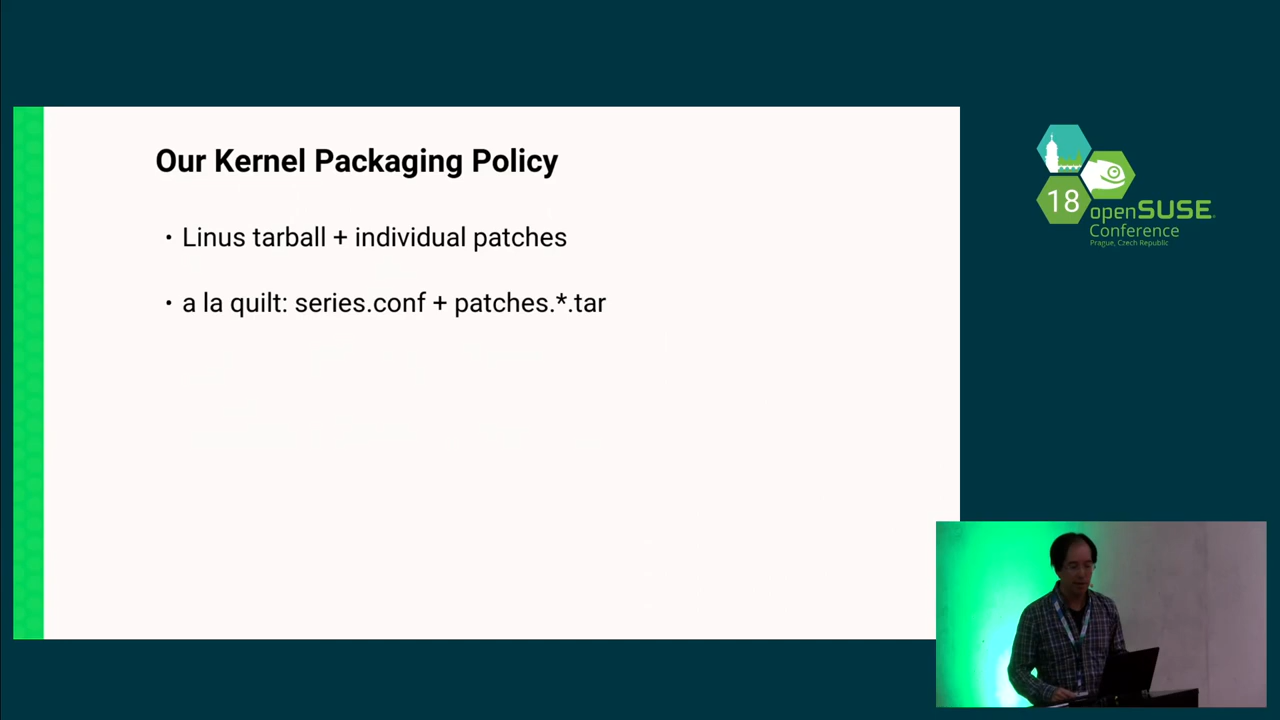 Our Kernel Packaging Policy
• Linus tarball + individual patches
• a la quilt: series.conf + patches.*.tar
18
openSUSE
Conference
Prague, Czech Republic